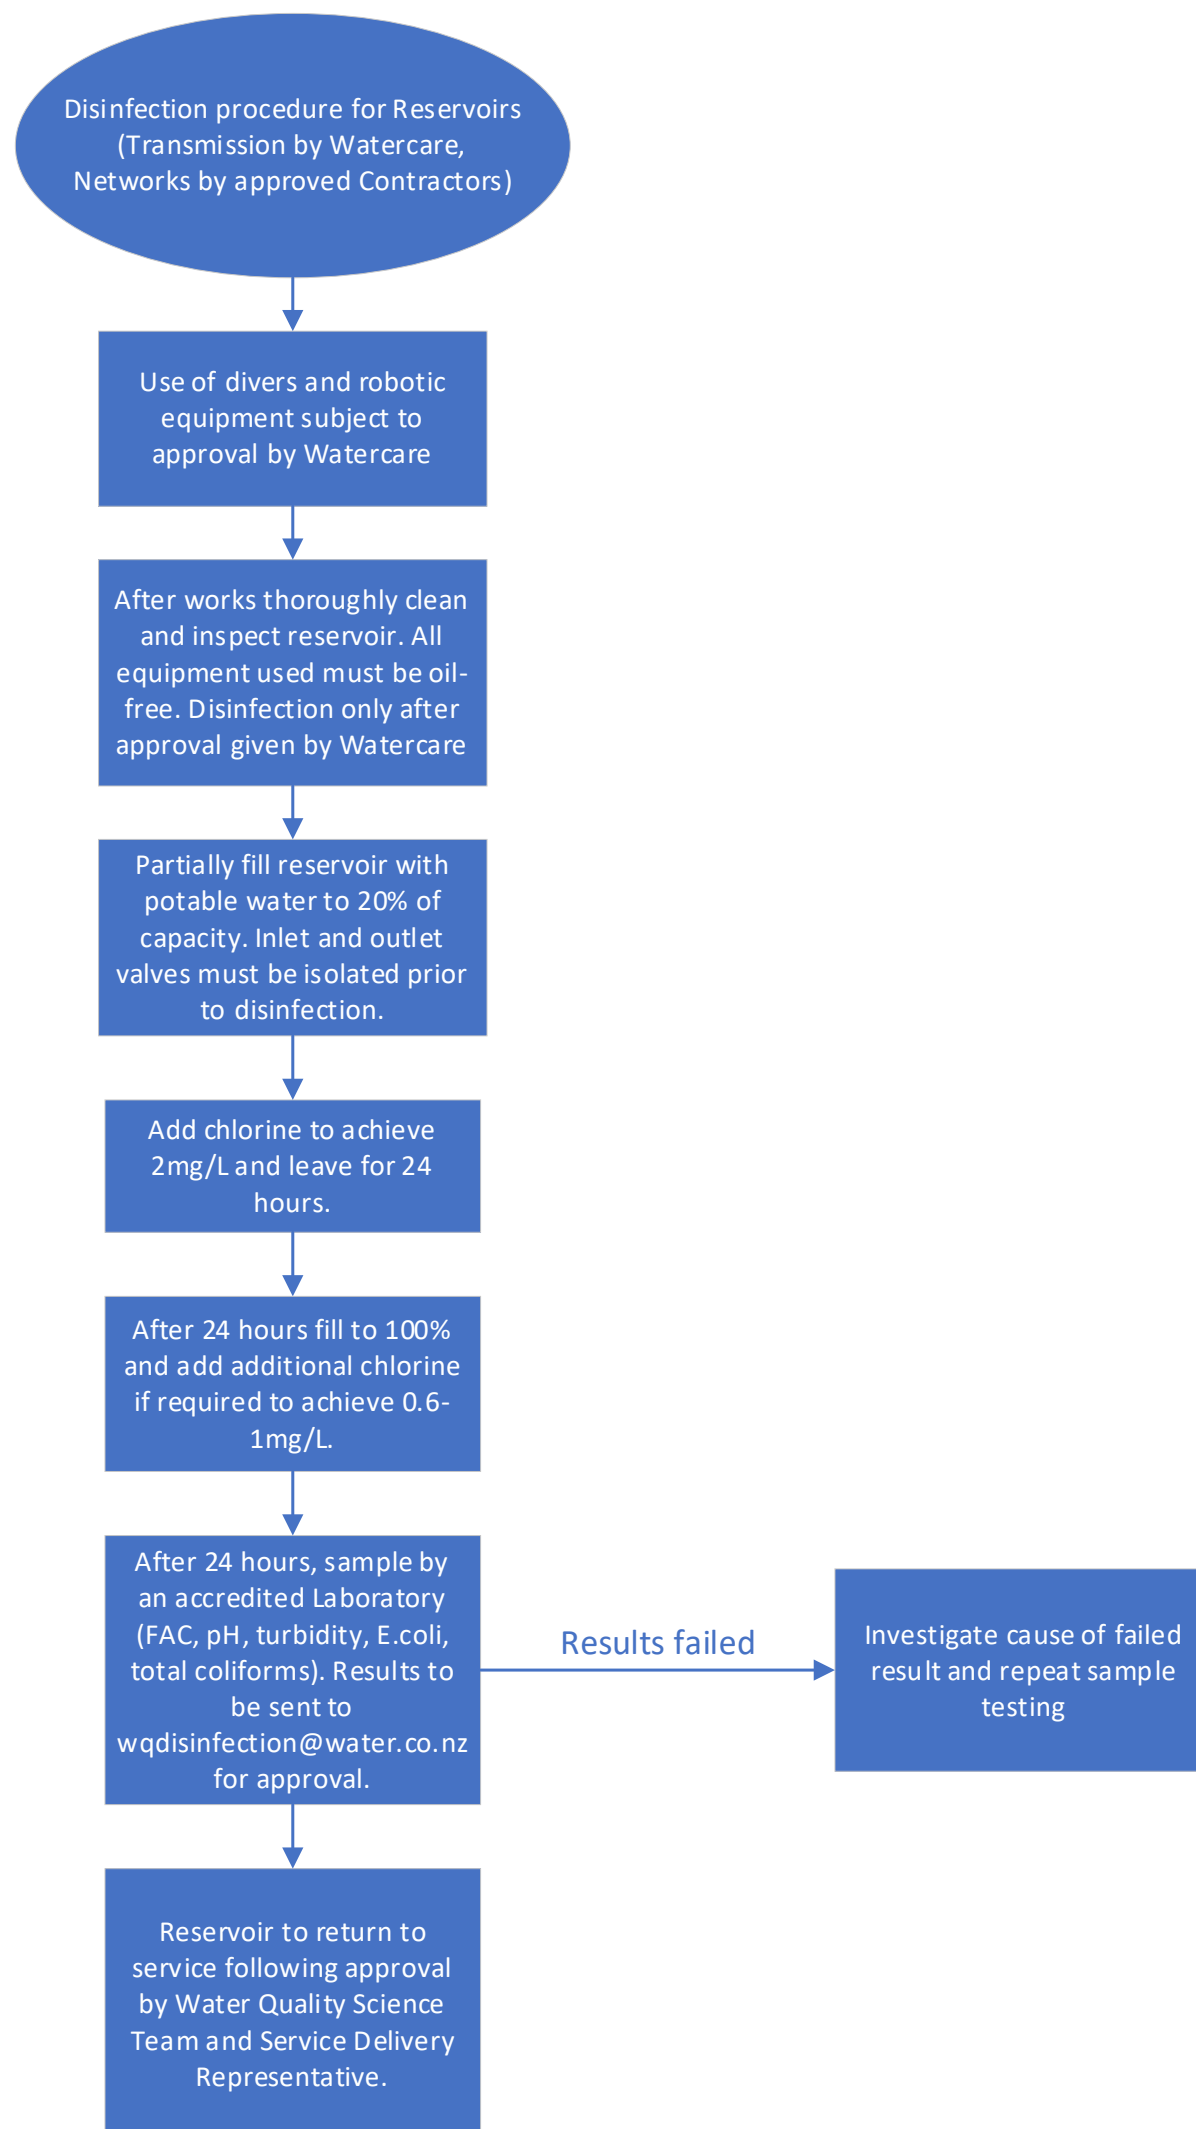 Disinfection procedure for Reservoirs
(Transmission by Watercare,
Networks by approved Contractors)
Use of divers and robotic
equipment subject to
approval by Watercare
After works thoroughly clean
and inspect reservoir. All
equipment used must be oil-
free. Disinfection only after
approval given by Watercare
Partially fill reservoir with
potable water to 20% of
capacity. Inlet and outlet
valves must be isolated prior
to disinfection.
Add chlorine to achieve
2mg/L and leave for 24
hours.
After 24 hours fill to 100%
and add additional chlorine
if required to achieve 0.6-
1mg/L.
After 24 hours, sample by
an accredited Laboratory
(FAC, pH, turbidity, E.coli,
total coliforms). Results to
be sent to
wqdisinfection@water.co.nz
for approval.
Results failed
Investigate cause of failed
result and repeat sample
testing
Reservoir to return to
service following approval
by Water Quality Science
Team and Service Delivery
Representative.